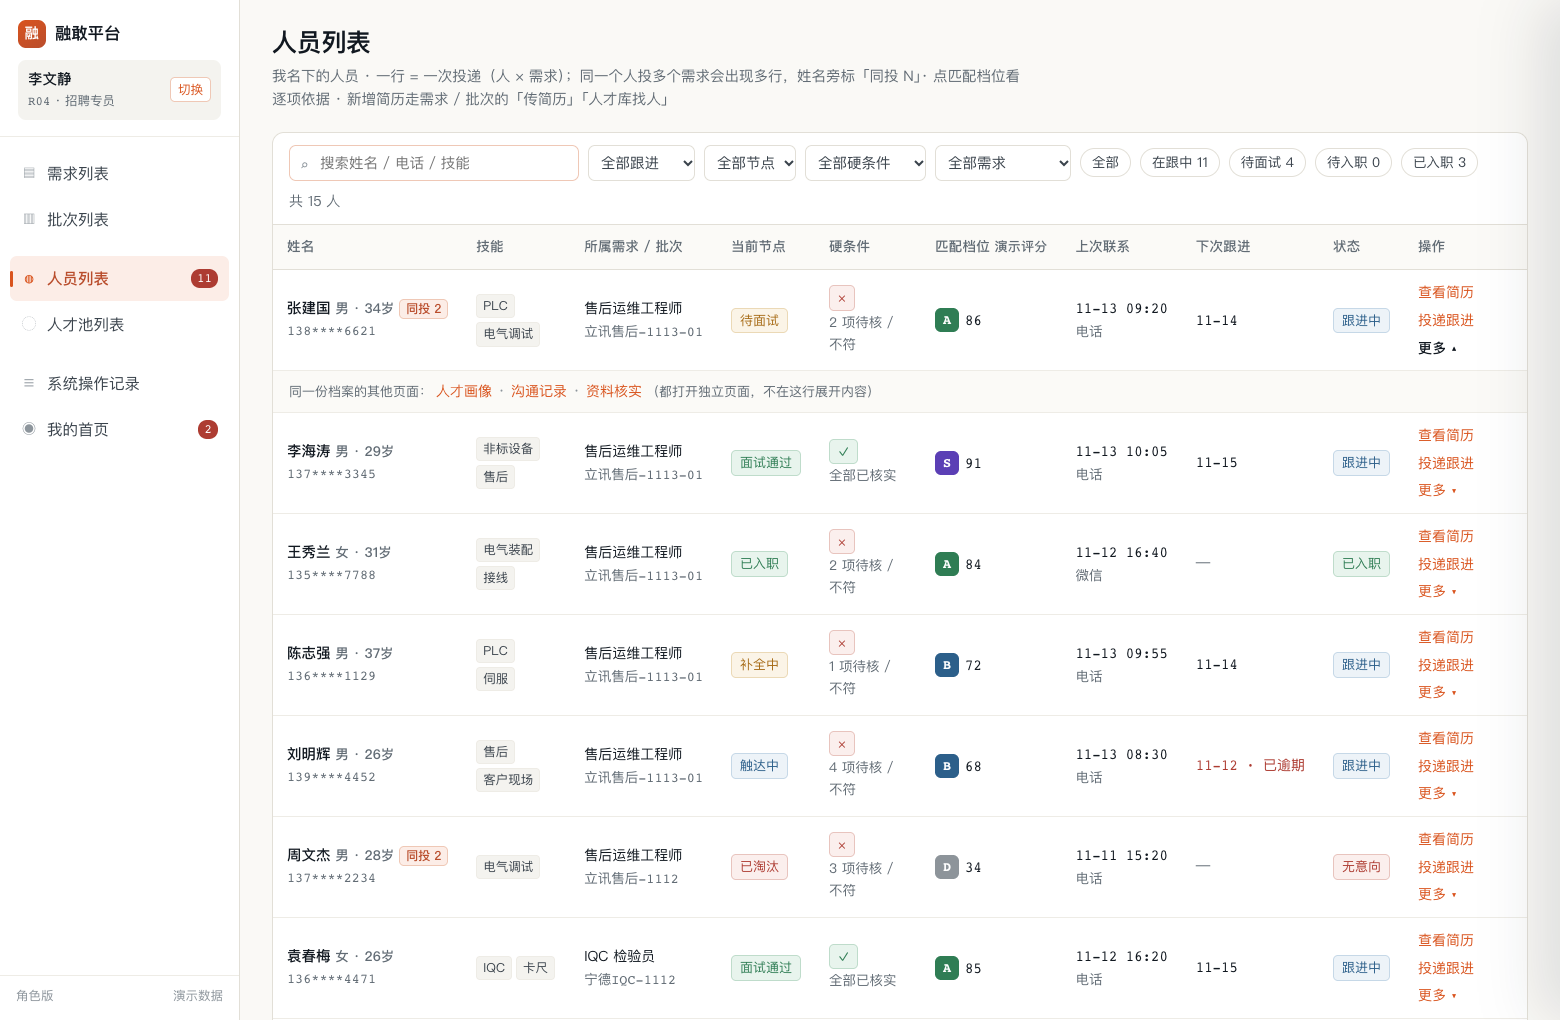 融 融敢平台
李文静
R04 · 招聘专员
切换
需求列表
批次列表
人员列表 11
人才池列表
系统操作记录
我的首页 2
角色版 演示数据
人员列表
我名下的人员 · 一行 = 一次投递（人 × 需求）；同一个人投多个需求会出现多行，姓名旁标「同投 N」· 点匹配档位看
逐项依据 · 新增简历走需求 / 批次的「传简历」「人才库找人」
搜索姓名 / 电话 / 技能 全部跟进 全部节点 全部硬条件 全部需求 全部 在跟中 11 待面试 4 待入职 0 已入职 3
共 15 人
姓名 技能 所属需求 / 批次 当前节点 硬条件 匹配档位 演示评分 上次联系 下次跟进 状态 操作
张建国 男 · 34岁 同投 2
138****6621
PLC
电气调试
售后运维工程师
立讯售后-1113-01
待面试
×
2 项待核 /
不符
A 86
11-13 09:20
电话
11-14
跟进中
查看简历
投递跟进
更多 ▴
同一份档案的其他页面： 人才画像 · 沟通记录 · 资料核实 （都打开独立页面，不在这行展开内容）
李海涛 男 · 29岁
137****3345
非标设备
售后
售后运维工程师
立讯售后-1113-01
面试通过
✓
全部已核实
S 91
11-13 10:05
电话
11-15
跟进中
查看简历
投递跟进
更多 ▾
王秀兰 女 · 31岁
135****7788
电气装配
接线
售后运维工程师
立讯售后-1113-01
已入职
×
2 项待核 /
不符
A 84
11-12 16:40
微信
—
已入职
查看简历
投递跟进
更多 ▾
陈志强 男 · 37岁
136****1129
PLC
伺服
售后运维工程师
立讯售后-1113-01
补全中
×
1 项待核 /
不符
B 72
11-13 09:55
电话
11-14
跟进中
查看简历
投递跟进
更多 ▾
刘明辉 男 · 26岁
139****4452
售后
客户现场
售后运维工程师
立讯售后-1113-01
触达中
×
4 项待核 /
不符
B 68
11-13 08:30
电话
11-12 · 已逾期
跟进中
查看简历
投递跟进
更多 ▾
周文杰 男 · 28岁 同投 2
137****2234
电气调试
售后运维工程师
立讯售后-1112
已淘汰
×
3 项待核 /
不符
D 34
11-11 15:20
电话
—
无意向
查看简历
投递跟进
更多 ▾
袁春梅 女 · 26岁
136****4471
IQC 卡尺
IQC 检验员
宁德IQC-1112
面试通过
✓
全部已核实
A 85
11-12 16:20
电话
11-15
跟进中
查看简历
投递跟进
更多 ▾